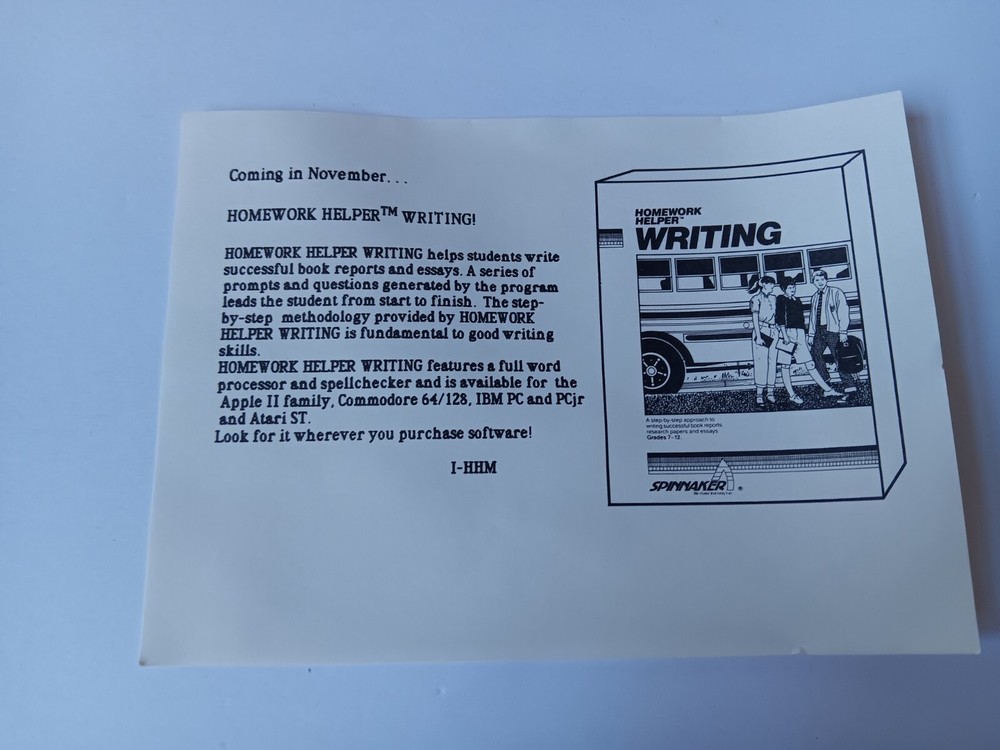 Coming in November...
HOMEWORK HELPER™ WRITING!
HOMEWORK HELPER WRITING helps students write
successful book reports and essays. A series of
prompts and questions generated by the program
leads the student from start to finish. The step-
by-step methodology provided by HOMEWORK
HELPER WRITING is fundamental to good writing
skills.
HOMEWORK HELPER WRITING features a full word
processor and spellchecker and is available for the
Apple II family, Commodore 64/128, IBM PC and PCjr
and Atari ST.
Look for it wherever you purchase software!
I-HHM
HOMEWORK
HELPER™
WRITING
A step-by-step approach to
writing successful book reports,
research papers and essays.
Grades 7-12.
SPINNAKER®